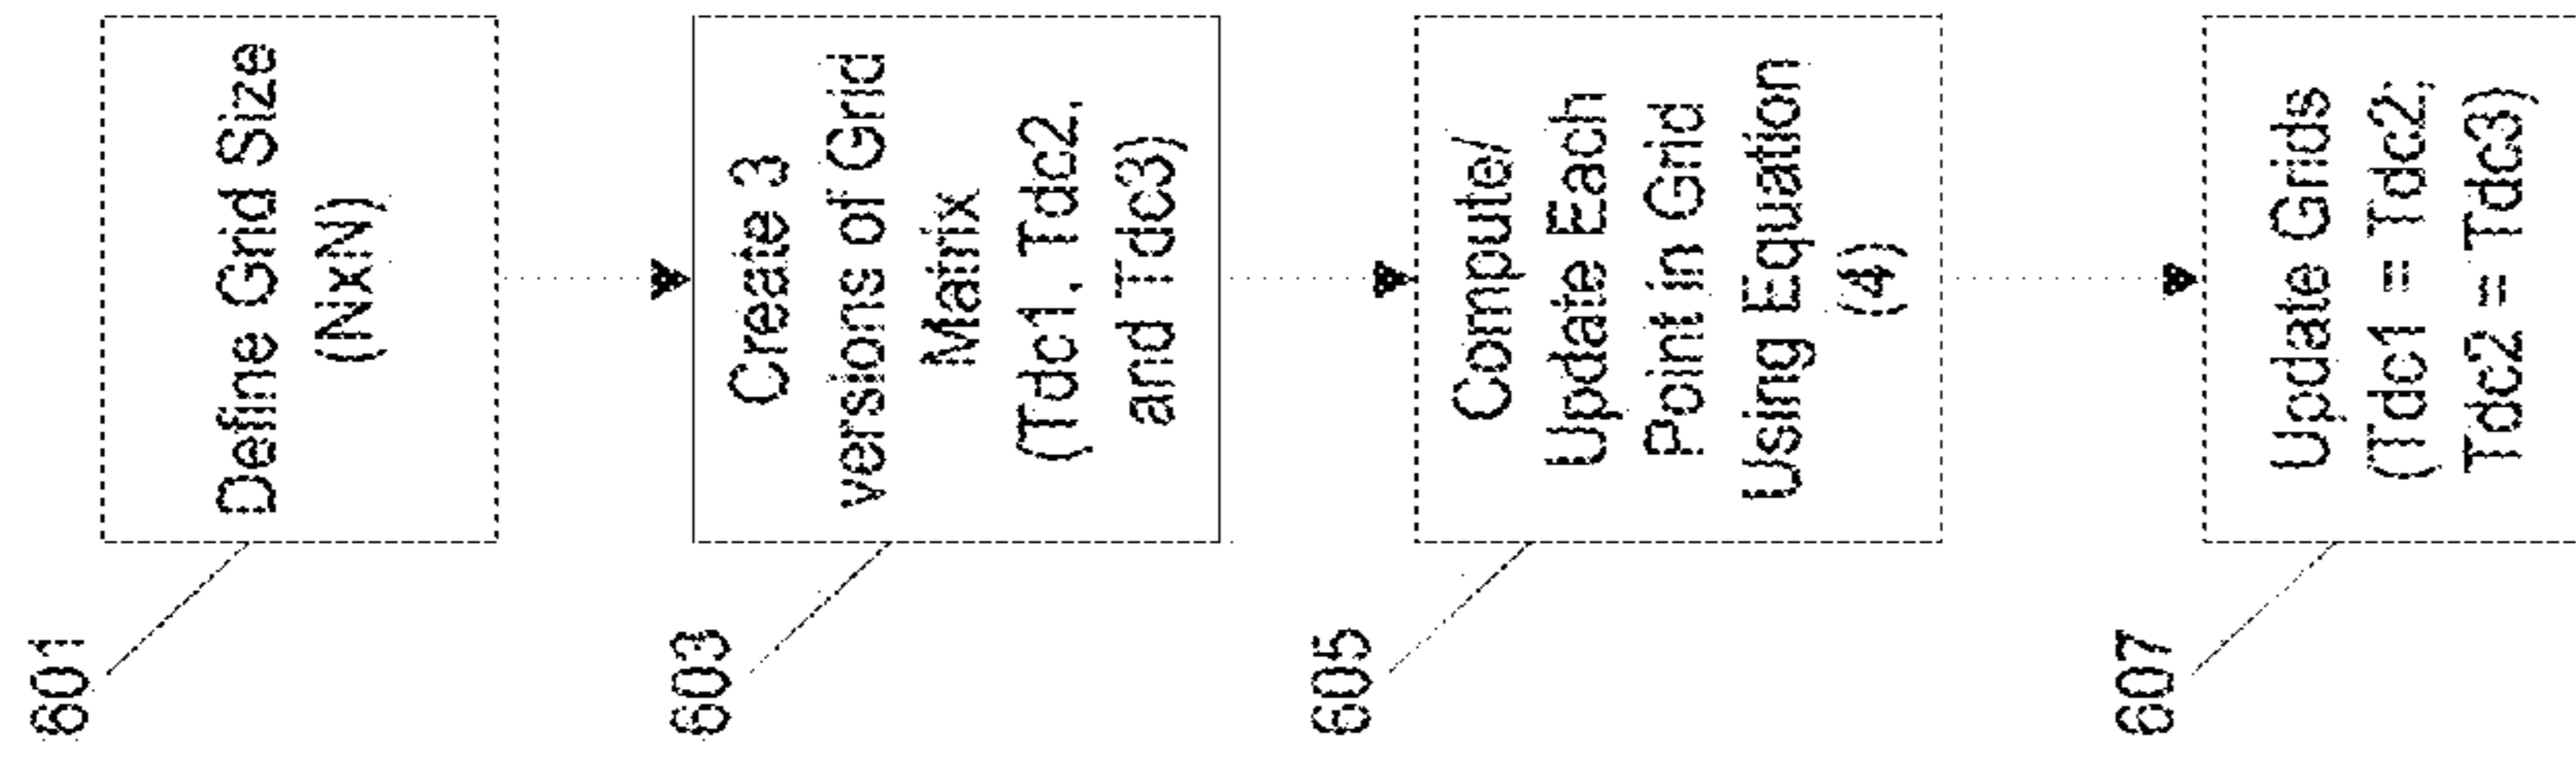 601
Define Grid Size
(NxN)
603
Create 3
versions of Grid
Matrix
(Tdc1, Tdc2,
and Tdc3)
605
Compute/
Update Each
Point in Grid
Using Equation
(4)
607
Update Grids
(Tdc1 = Tdc2;
Tdc2 = Tdc3)